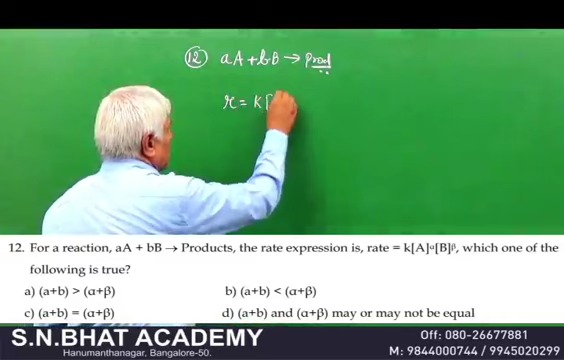 12 aA + bB → Prod
r = K[
12. For a reaction, aA + bB → Products, the rate expression is, rate = k[A]ᵅ[B]ᵝ, which one of the
following is true?
a) (a+b) > (α+β) b) (a+b) < (α+β)
c) (a+b) = (α+β) d) (a+b) and (α+β) may or may not be equal
S.N.BHAT ACADEMY Off: 080-26677881
Hanumanthanagar, Bangalore-50. M: 9844000744 / 9945020299